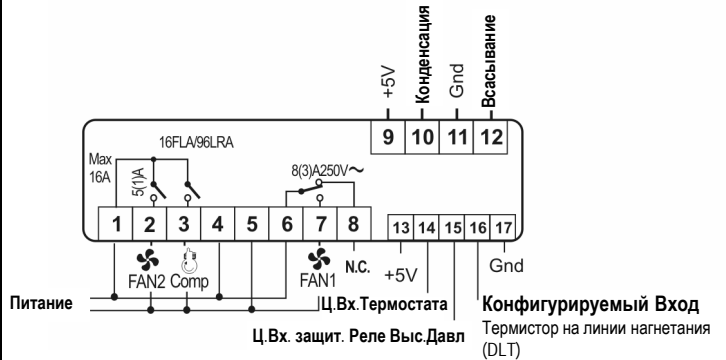 +5V
Конденсация
Gnd
Всасывание
9 10 11 12
16FLA/96LRA
Max
16A
5(1)A
8(3)A250V~
1 2 3 4 5 6 7 8
13 14 15 16 17
FAN2 Comp
FAN1
N.C.
+5V
Gnd
Питание
Ц.Вх.Термостата
Конфигурируемый Вход
Ц.Вх. защит. Реле Выс.Давл
Термистор на линии нагнетания
(DLT)